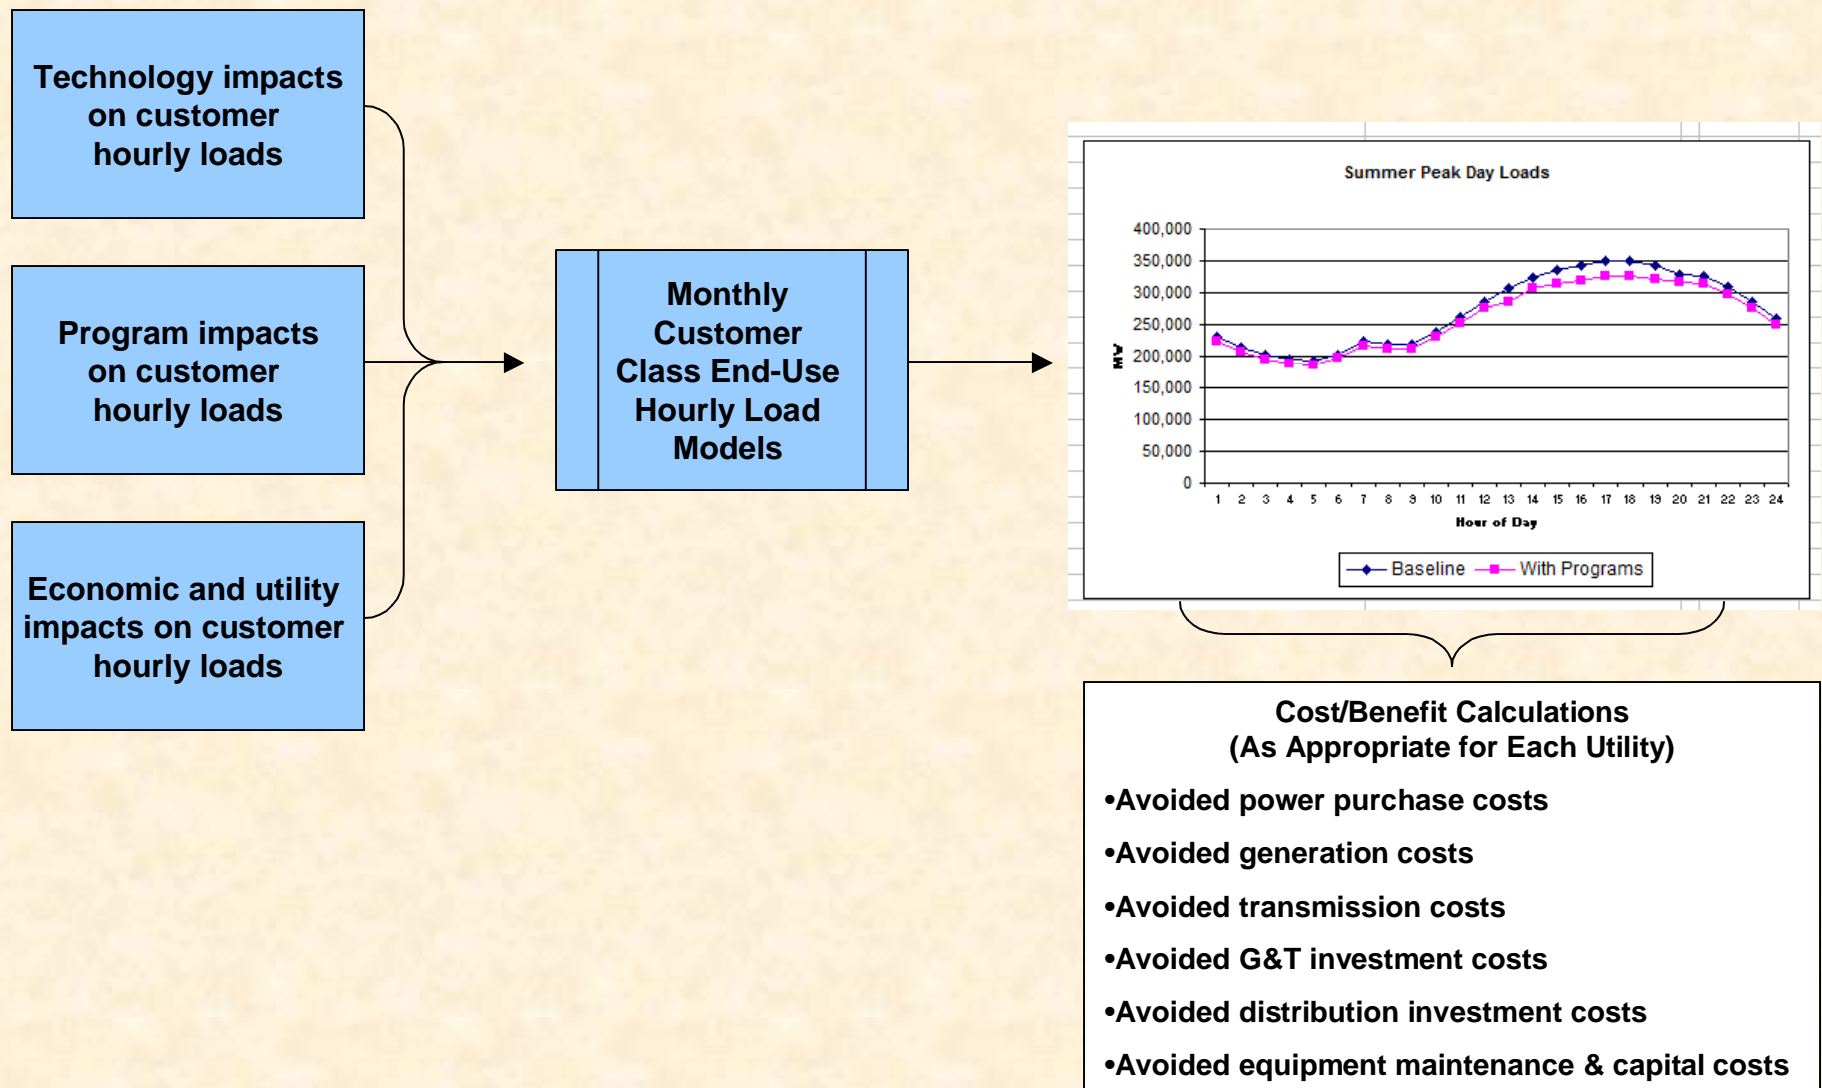 Technology impacts
on customer
hourly loads
Program impacts
on customer
hourly loads
Economic and utility
impacts on customer
hourly loads
Monthly
Customer
Class End-Use
Hourly Load
Models
Summer Peak Day Loads
400,000
350,000
300,000
250,000
200,000
150,000
100,000
50,000
0
MW
1 2 3 4 5 6 7 8 9 10 11 12 13 14 15 16 17 18 19 20 21 22 23 24
Hour of Day
Baseline With Programs
Cost/Benefit Calculations
(As Appropriate for Each Utility)
•Avoided power purchase costs
•Avoided generation costs
•Avoided transmission costs
•Avoided G&T investment costs
•Avoided distribution investment costs
•Avoided equipment maintenance & capital costs